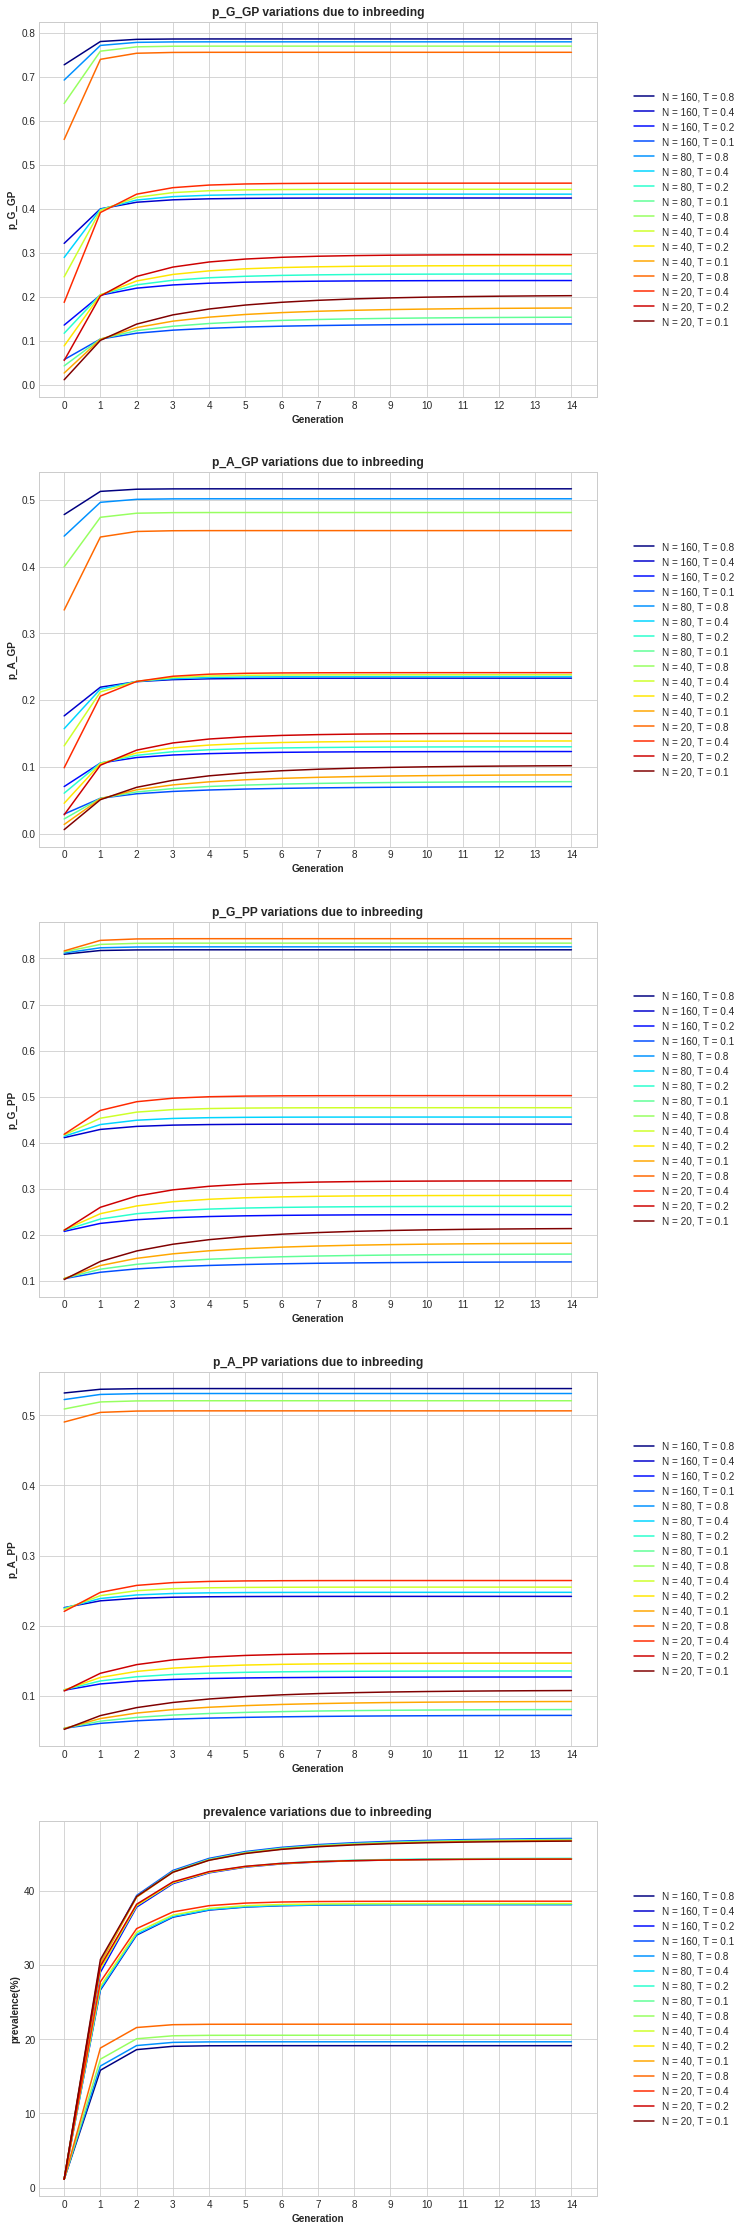 p_G_GP variations due to inbreeding
0.8
0.7
0.6
0.5
0.4
0.3
0.2
0.1
0.0
p_G_GP
0 1 2 3 4 5 6 7 8 9 10 11 12 13 14
Generation
N = 160, T = 0.8
N = 160, T = 0.4
N = 160, T = 0.2
N = 160, T = 0.1
N = 80, T = 0.8
N = 80, T = 0.4
N = 80, T = 0.2
N = 80, T = 0.1
N = 40, T = 0.8
N = 40, T = 0.4
N = 40, T = 0.2
N = 40, T = 0.1
N = 20, T = 0.8
N = 20, T = 0.4
N = 20, T = 0.2
N = 20, T = 0.1
p_A_GP variations due to inbreeding
0.5
0.4
0.3
0.2
0.1
0.0
p_A_GP
0 1 2 3 4 5 6 7 8 9 10 11 12 13 14
Generation
N = 160, T = 0.8
N = 160, T = 0.4
N = 160, T = 0.2
N = 160, T = 0.1
N = 80, T = 0.8
N = 80, T = 0.4
N = 80, T = 0.2
N = 80, T = 0.1
N = 40, T = 0.8
N = 40, T = 0.4
N = 40, T = 0.2
N = 40, T = 0.1
N = 20, T = 0.8
N = 20, T = 0.4
N = 20, T = 0.2
N = 20, T = 0.1
p_G_PP variations due to inbreeding
0.8
0.7
0.6
0.5
0.4
0.3
0.2
0.1
p_G_PP
0 1 2 3 4 5 6 7 8 9 10 11 12 13 14
Generation
N = 160, T = 0.8
N = 160, T = 0.4
N = 160, T = 0.2
N = 160, T = 0.1
N = 80, T = 0.8
N = 80, T = 0.4
N = 80, T = 0.2
N = 80, T = 0.1
N = 40, T = 0.8
N = 40, T = 0.4
N = 40, T = 0.2
N = 40, T = 0.1
N = 20, T = 0.8
N = 20, T = 0.4
N = 20, T = 0.2
N = 20, T = 0.1
p_A_PP variations due to inbreeding
0.5
0.4
0.3
0.2
0.1
p_A_PP
0 1 2 3 4 5 6 7 8 9 10 11 12 13 14
Generation
N = 160, T = 0.8
N = 160, T = 0.4
N = 160, T = 0.2
N = 160, T = 0.1
N = 80, T = 0.8
N = 80, T = 0.4
N = 80, T = 0.2
N = 80, T = 0.1
N = 40, T = 0.8
N = 40, T = 0.4
N = 40, T = 0.2
N = 40, T = 0.1
N = 20, T = 0.8
N = 20, T = 0.4
N = 20, T = 0.2
N = 20, T = 0.1
prevalence variations due to inbreeding
40
30
20
10
0
prevalence(%)
0 1 2 3 4 5 6 7 8 9 10 11 12 13 14
Generation
N = 160, T = 0.8
N = 160, T = 0.4
N = 160, T = 0.2
N = 160, T = 0.1
N = 80, T = 0.8
N = 80, T = 0.4
N = 80, T = 0.2
N = 80, T = 0.1
N = 40, T = 0.8
N = 40, T = 0.4
N = 40, T = 0.2
N = 40, T = 0.1
N = 20, T = 0.8
N = 20, T = 0.4
N = 20, T = 0.2
N = 20, T = 0.1